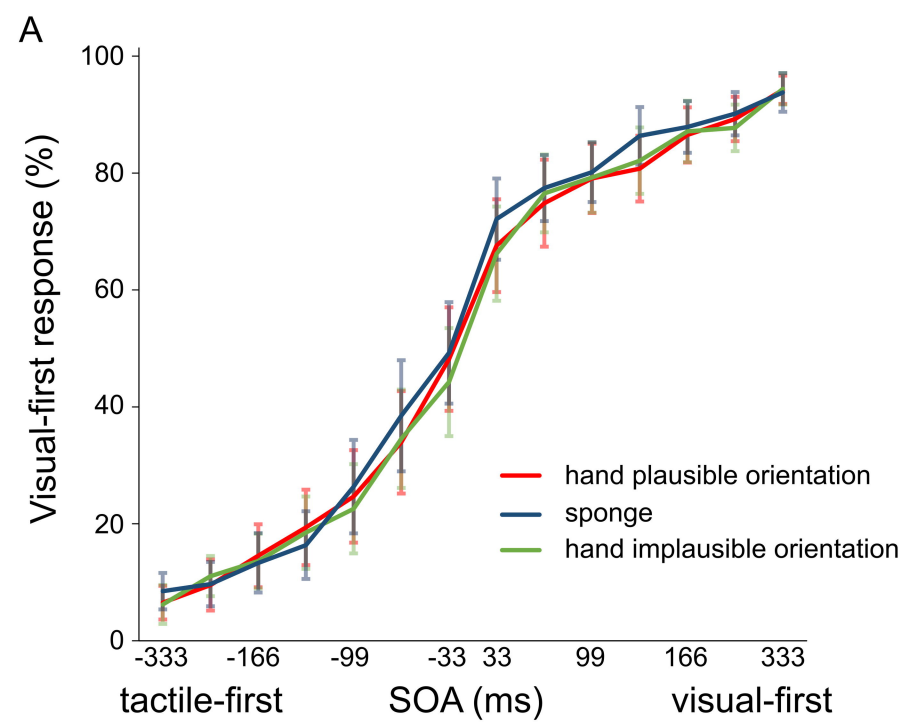 A
Visual-first response (%)
100
80
60
40
20
0
hand plausible orientation
sponge
hand implausible orientation
-333 -166 -99 -33 33 99 166 333
tactile-first SOA (ms) visual-first